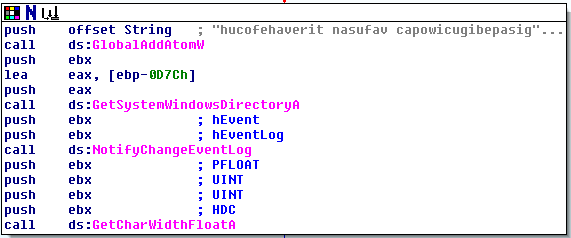 push offset String ; "hucofehaverit nasufav capowicugibepasig"...
call ds:GlobalAddAtomW
push ebx
lea eax, [ebp-0D7Ch]
push eax
call ds:GetSystemWindowsDirectoryA
push ebx ; hEvent
push ebx ; hEventLog
call ds:NotifyChangeEventLog
push ebx ; PFLOAT
push ebx ; UINT
push ebx ; UINT
push ebx ; HDC
call ds:GetCharWidthFloatA